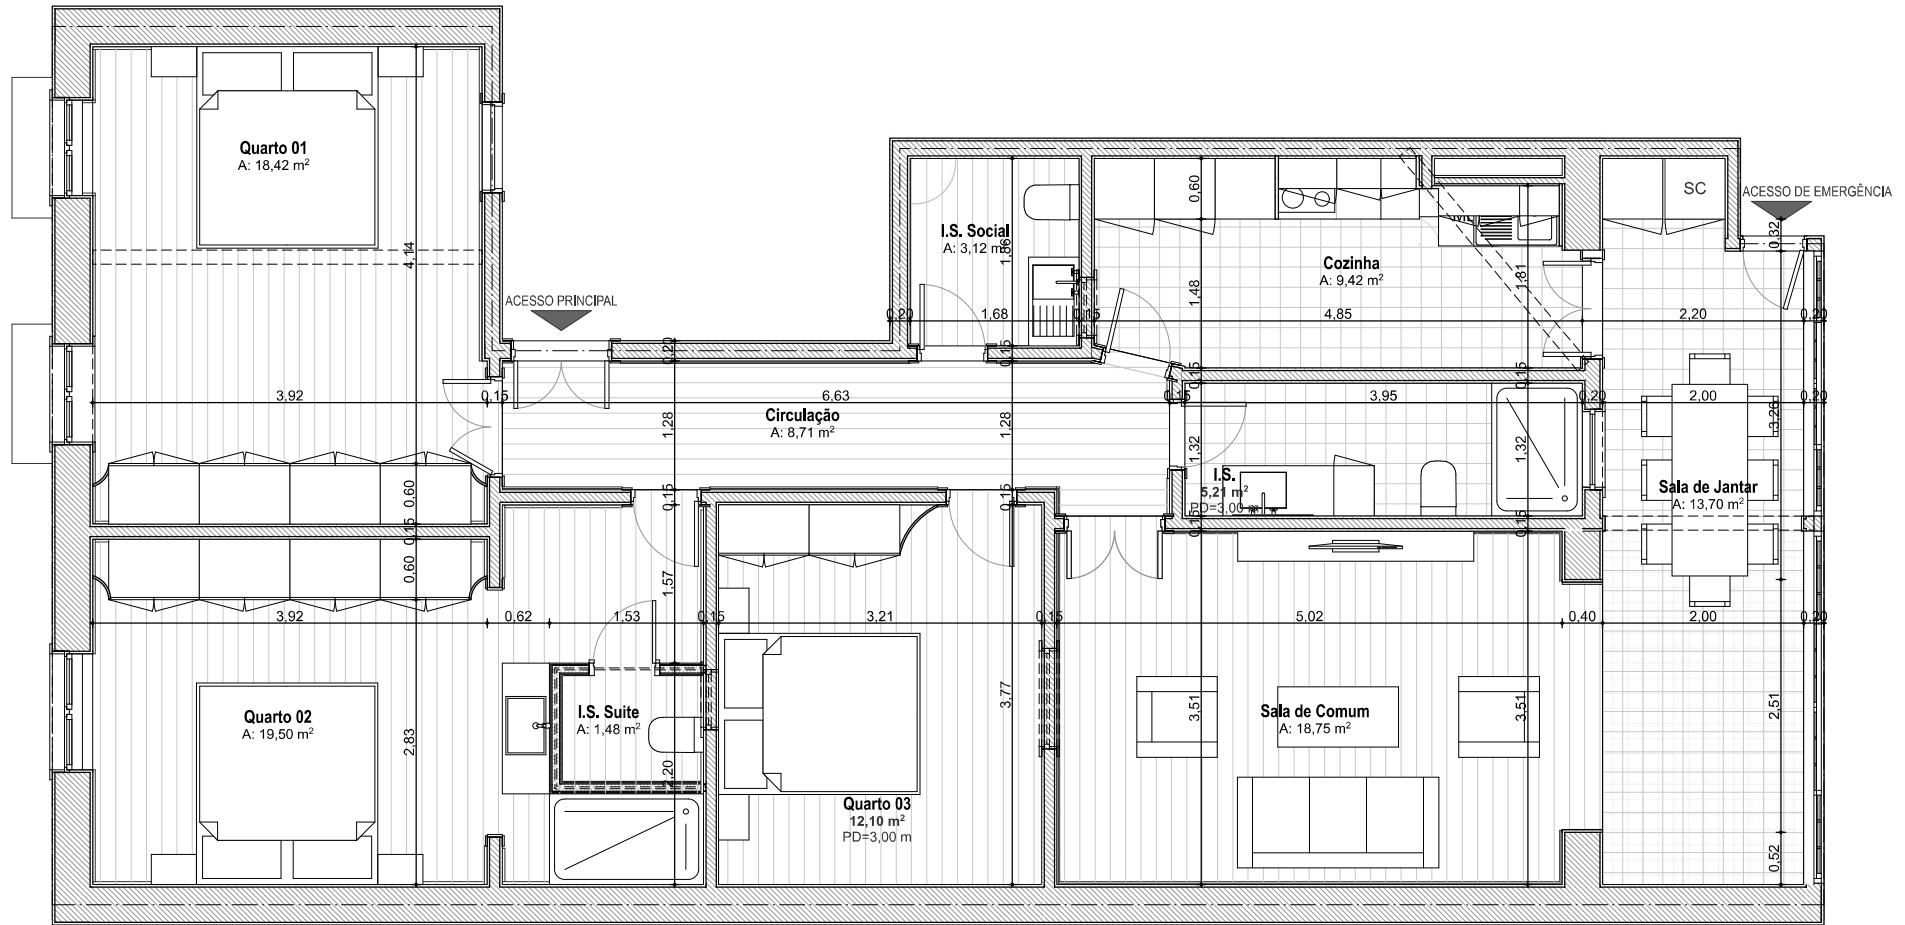 Quarto 01
A: 18,42 m²
4,14
3,92
0,15
0,60
0,15
0,60
ACESSO PRINCIPAL
0,20
6,63
Circulação
A: 8,71 m²
1,28
1,28
0,15
0,15
I.S. Social
A: 3,12 m²
1,86
0,20
1,68
0,15
0,15
0,60
1,48
Cozinha
A: 9,42 m²
1,81
4,85
0,15
0,15
SC
ACESSO DE EMERGÊNCIA
0,32
2,20
0,20
0,15
3,95
0,20
2,00
0,20
3,26
1,32
1,32
I.S.
5,21 m²
PD=3,00 m
0,15
0,15
Sala de Jantar
A: 13,70 m²
3,92
0,62
1,53
1,57
0,15
3,21
0,15
5,02
0,40
2,00
0,20
Quarto 02
A: 19,50 m²
2,83
I.S. Suite
A: 1,48 m²
2,20
3,77
Quarto 03
12,10 m²
PD=3,00 m
3,51
Sala de Comum
A: 18,75 m²
3,51
2,51
0,52